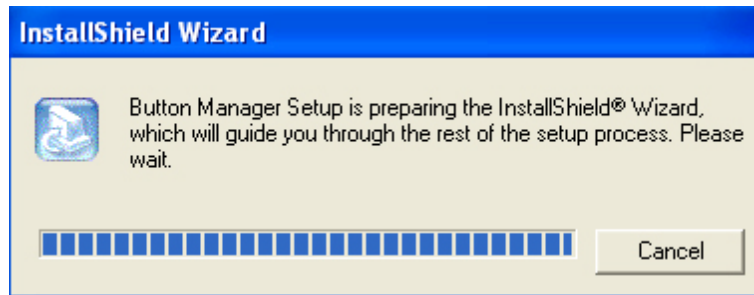 InstallShield Wizard
Button Manager Setup is preparing the InstallShield® Wizard,
which will guide you through the rest of the setup process. Please
wait.
Cancel